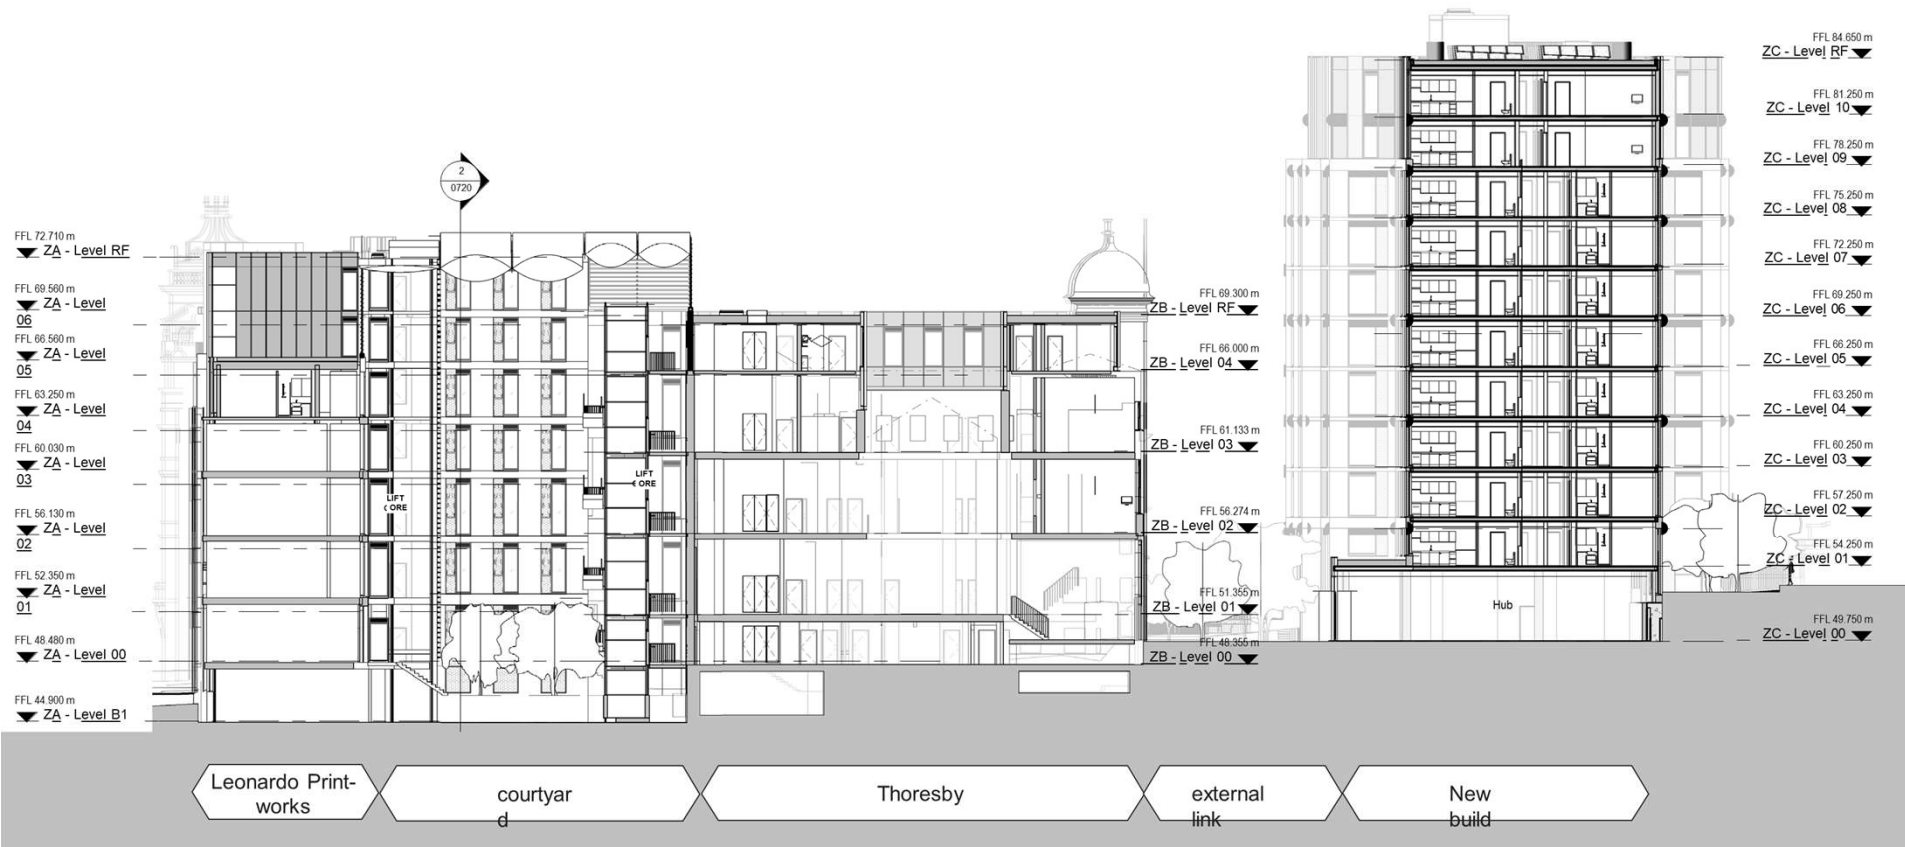 2
0720
FFL 72.710 m
ZA - Level RF
FFL 69.560 m
ZA - Level
06
FFL 66.560 m
ZA - Level
05
FFL 63.250 m
ZA - Level
04
FFL 60.030 m
ZA - Level
03
FFL 56.130 m
ZA - Level
02
FFL 52.350 m
ZA - Level
01
FFL 48.480 m
ZA - Level 00
FFL 44.900 m
ZA - Level B1
LIFT
ORE
LIFT
ORE
FFL 69.300 m
ZB - Level RF
FFL 66.000 m
ZB - Level 04
FFL 61.133 m
ZB - Level 03
FFL 56.274 m
ZB - Level 02
FFL 51.355 m
ZB - Level 01
FFL 48.355 m
ZB - Level 00
Hub
FFL 84.650 m
ZC - Level RF
FFL 81.250 m
ZC - Level 10
FFL 78.250 m
ZC - Level 09
FFL 75.250 m
ZC - Level 08
FFL 72.250 m
ZC - Level 07
FFL 69.250 m
ZC - Level 06
FFL 66.250 m
ZC - Level 05
FFL 63.250 m
ZC - Level 04
FFL 60.250 m
ZC - Level 03
FFL 57.250 m
ZC - Level 02
FFL 54.250 m
ZC - Level 01
FFL 49.750 m
ZC - Level 00
Leonardo Print-
works
courtyar
d
Thoresby
external
link
New
build